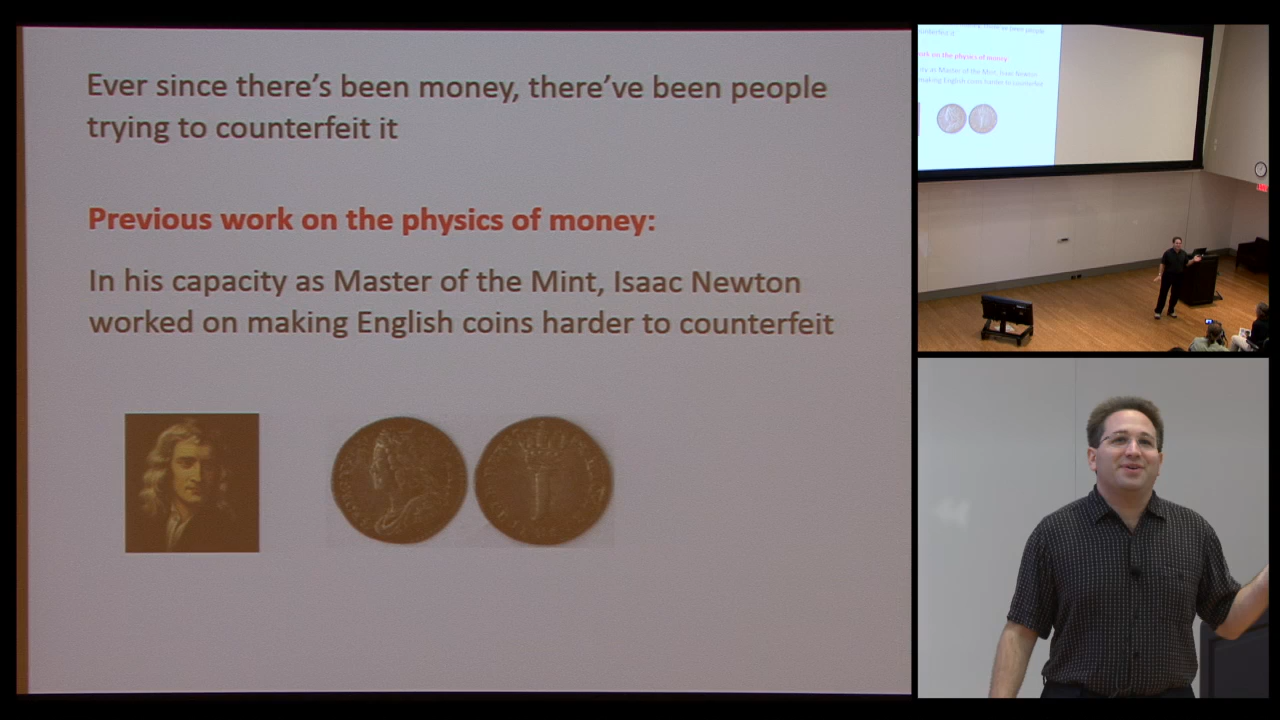 Ever since there's been money, there've been people
trying to counterfeit it
Previous work on the physics of money:
In his capacity as Master of the Mint, Isaac Newton
worked on making English coins harder to counterfeit